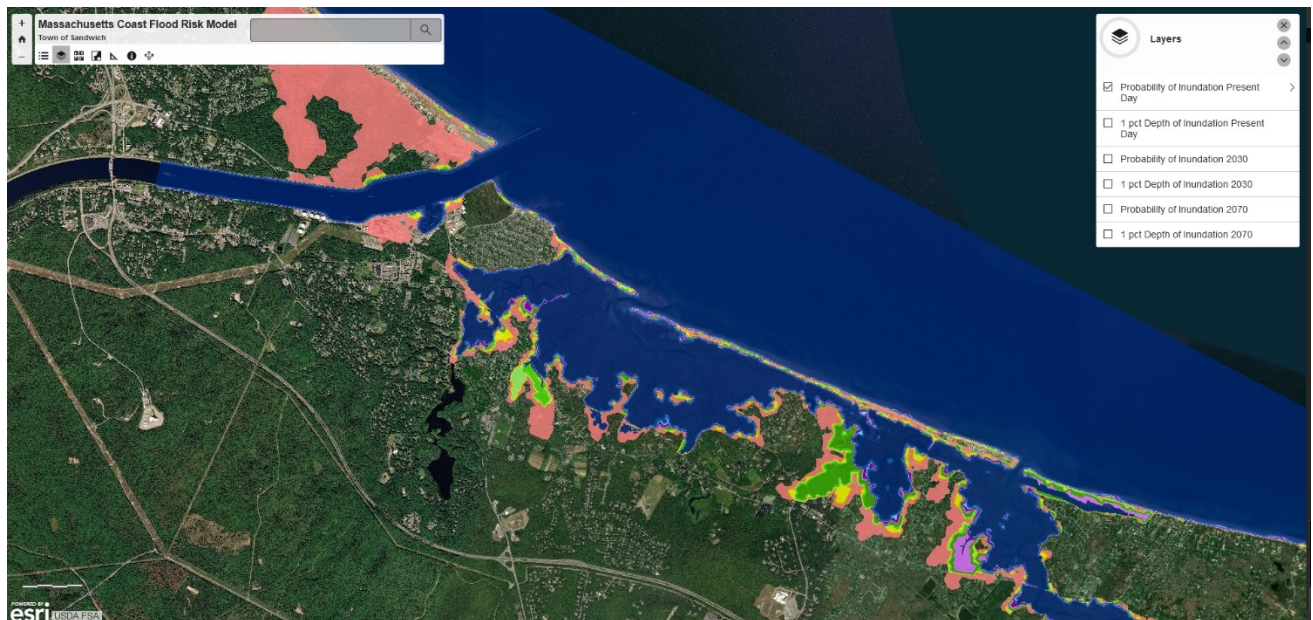 Massachusetts Coast Flood Risk Model
Town of Sandwich
Layers
Probability of Inundation Present
Day
1 pct Depth of Inundation Present
Day
Probability of Inundation 2030
1 pct Depth of Inundation 2030
Probability of Inundation 2070
1 pct Depth of Inundation 2070
POWERED BY
esri USDA FSA